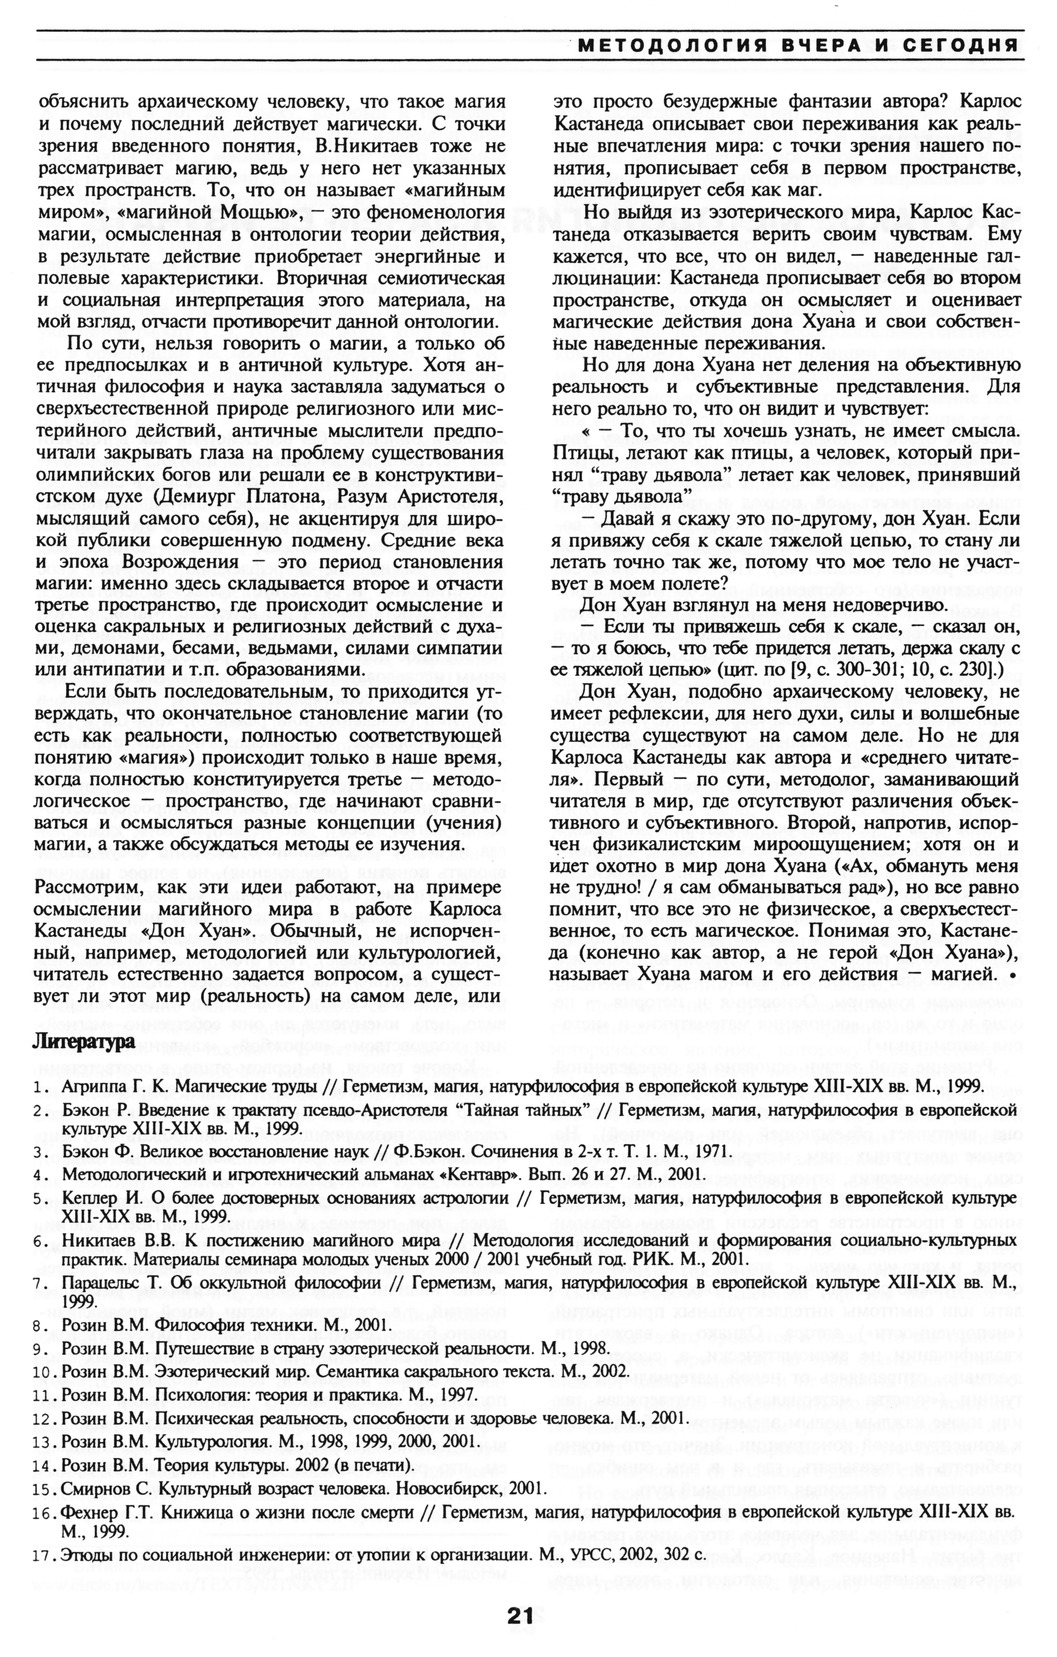 МЕТОДОЛОГИЯ ВЧЕРА И СЕГОДНЯ
объяснить архаическому человеку, что такое магия
и почему последний действует магически. С точки
зрения введенного понятия, В.Никитаев тоже не
рассматривает магию, ведь у него нет указанных
трех пространств. То, что он называет «магийным
миром», «магийной Мощью», — это феноменология
магии, осмысленная в онтологии теории действия,
в результате действие приобретает энергийные и
полевые характеристики. Вторичная семиотическая
и социальная интерпретация этого материала, на
мой взгляд, отчасти противоречит данной онтологии.
По сути, нельзя говорить о магии, а только об
ее предпосылках и в античной культуре. Хотя ан-
тичная философия и наука заставляла задуматься о
сверхъестественной природе религиозного или мис-
терийного действий, античные мыслители предпо-
читали закрывать глаза на проблему существования
олимпийских богов или решали ее в конструктиви-
стском духе (Демиург Платона, Разум Аристотеля,
мыслящий самого себя), не акцентируя для широ-
кой публики совершенную подмену. Средние века
и эпоха Возрождения — это период становления
магии: именно здесь складывается второе и отчасти
третье пространство, где происходит осмысление и
оценка сакральных и религиозных действий с духа-
ми, демонами, бесами, ведьмами, силами симпатии
или антипатии и т.п. образованиями.
Если быть последовательным, то приходится ут-
верждать, что окончательное становление магии (то
есть как реальности, полностью соответствующей
понятию «магия») происходит только в наше время,
когда полностью конституируется третье — методо-
логическое — пространство, где начинают сравни-
ваться и осмысляться разные концепции (учения)
магии, а также обсуждаться методы ее изучения.
Рассмотрим, как эти идеи работают, на примере
осмыслении магийного мира в работе Карлоса
Кастанеды «Дон Хуан». Обычный, не испорчен-
ный, например, методологией или культурологией,
читатель естественно задается вопросом, а сущест-
вует ли этот мир (реальность) на самом деле, или
это просто безудержные фантазии автора? Карлос
Кастанеда описывает свои переживания как реаль-
ные впечатления мира: с точки зрения нашего по-
нятия, прописывает себя в первом пространстве,
идентифицирует себя как маг.
Но выйдя из эзотерического мира, Карлос Кас-
танеда отказывается верить своим чувствам. Ему
кажется, что все, что он видел, — наведенные гал-
люцинации: Кастанеда прописывает себя во втором
пространстве, откуда он осмысляет и оценивает
магические действия дона Хуана и свои собствен-
ные наведенные переживания.
Но для дона Хуана нет деления на объективную
реальность и субъективные представления. Для
него реально то, что он видит и чувствует:
« — То, что ты хочешь узнать, не имеет смысла.
Птицы, летают как птицы, а человек, который при-
нял “траву дьявола” летает как человек, принявший
“траву дьявола”
— Давай я скажу это по-другому, дон Хуан. Если
я привяжу себя к скале тяжелой цепью, то стану ли
летать точно так же, потому что мое тело не участ-
вует в моем полете?
Дон Хуан взглянул на меня недоверчиво.
— Если ты привяжешь себя к скале, — сказал он,
— то я боюсь, что тебе придется летать, держа скалу с
ее тяжелой цепью» (цит. по [9, с. 300-301; 10, с. 230].)
Дон Хуан, подобно архаическому человеку, не
имеет рефлексии, для него духи, силы и волшебные
существа существуют на самом деле. Но не для
Карлоса Кастанеды как автора и «среднего читате-
ля». Первый — по сути, методолог, заманивающий
читателя в мир, где отсутствуют различения объек-
тивного и субъективного. Второй, напротив, испор-
чен физикалистским мироощущением; хотя он и
идет охотно в мир дона Хуана («Ах, обмануть меня
не трудно! / я сам обманываться рад»), но все равно
помнит, что все это не физическое, а сверхъестест-
венное, то есть магическое. Понимая это, Кастане-
да (конечно как автор, а не герой «Дон Хуана»),
называет Хуана магом и его действия — магией. •
Литература
1. Агриппа Г. К. Магические труды // Герметизм, магия, натурфилософия в европейской культуре XIII-XIX вв. М., 1999.
2. Бэкон Р. Введение к трактату псевдо-Аристотеля “Тайная тайных” // Герметизм, магия, натурфилософия в европейской
культуре XIII-XIX вв. М., 1999.
3. Бэкон Ф. Великое восстановление наук // Ф.Бэкон. Сочинения в 2-х т. Т. 1. М., 1971.
4. Методологический и игротехнический альманах «Кентавр». Вып. 26 и 27. М., 2001.
5. Кеплер И. О более достоверных основаниях астрологии // Герметизм, магия, натурфилософия в европейской культуре
XIII-XIX вв. М., 1999.
6. Никитаев В.В. К постижению магийного мира // Методология исследований и формирования социально-культурных
практик. Материалы семинара молодых ученых 2000 / 2001 учебный год. РИК. М., 2001.
7. Парацельс Т. Об оккультной философии // Герметизм, магия, натурфилософия в европейской культуре XIII-XIX вв. М.,
1999.
8. Розин В.М. Философия техники. М., 2001.
9. Розин В.М. Путешествие в страну эзотерической реальности. М., 1998.
10. Розин В.М. Эзотерический мир. Семантика сакрального текста. М., 2002.
11. Розин В.М. Психология: теория и практика. М., 1997.
12. Розин В.М. Психическая реальность, способности и здоровье человека. М., 2001.
13. Розин В.М. Культурология. М., 1998, 1999, 2000, 2001.
14. Розин В.М. Теория культуры. 2002 (в печати).
15. Смирнов С. Культурный возраст человека. Новосибирск, 2001.
16. Фехнер Г.Т. Книжица о жизни после смерти // Герметизм, магия, натурфилософия в европейской культуре XIII-XIX вв.
М., 1999.
17. Этюды по социальной инженерии: от утопии к организации. М., УРСС, 2002, 302 с.
21